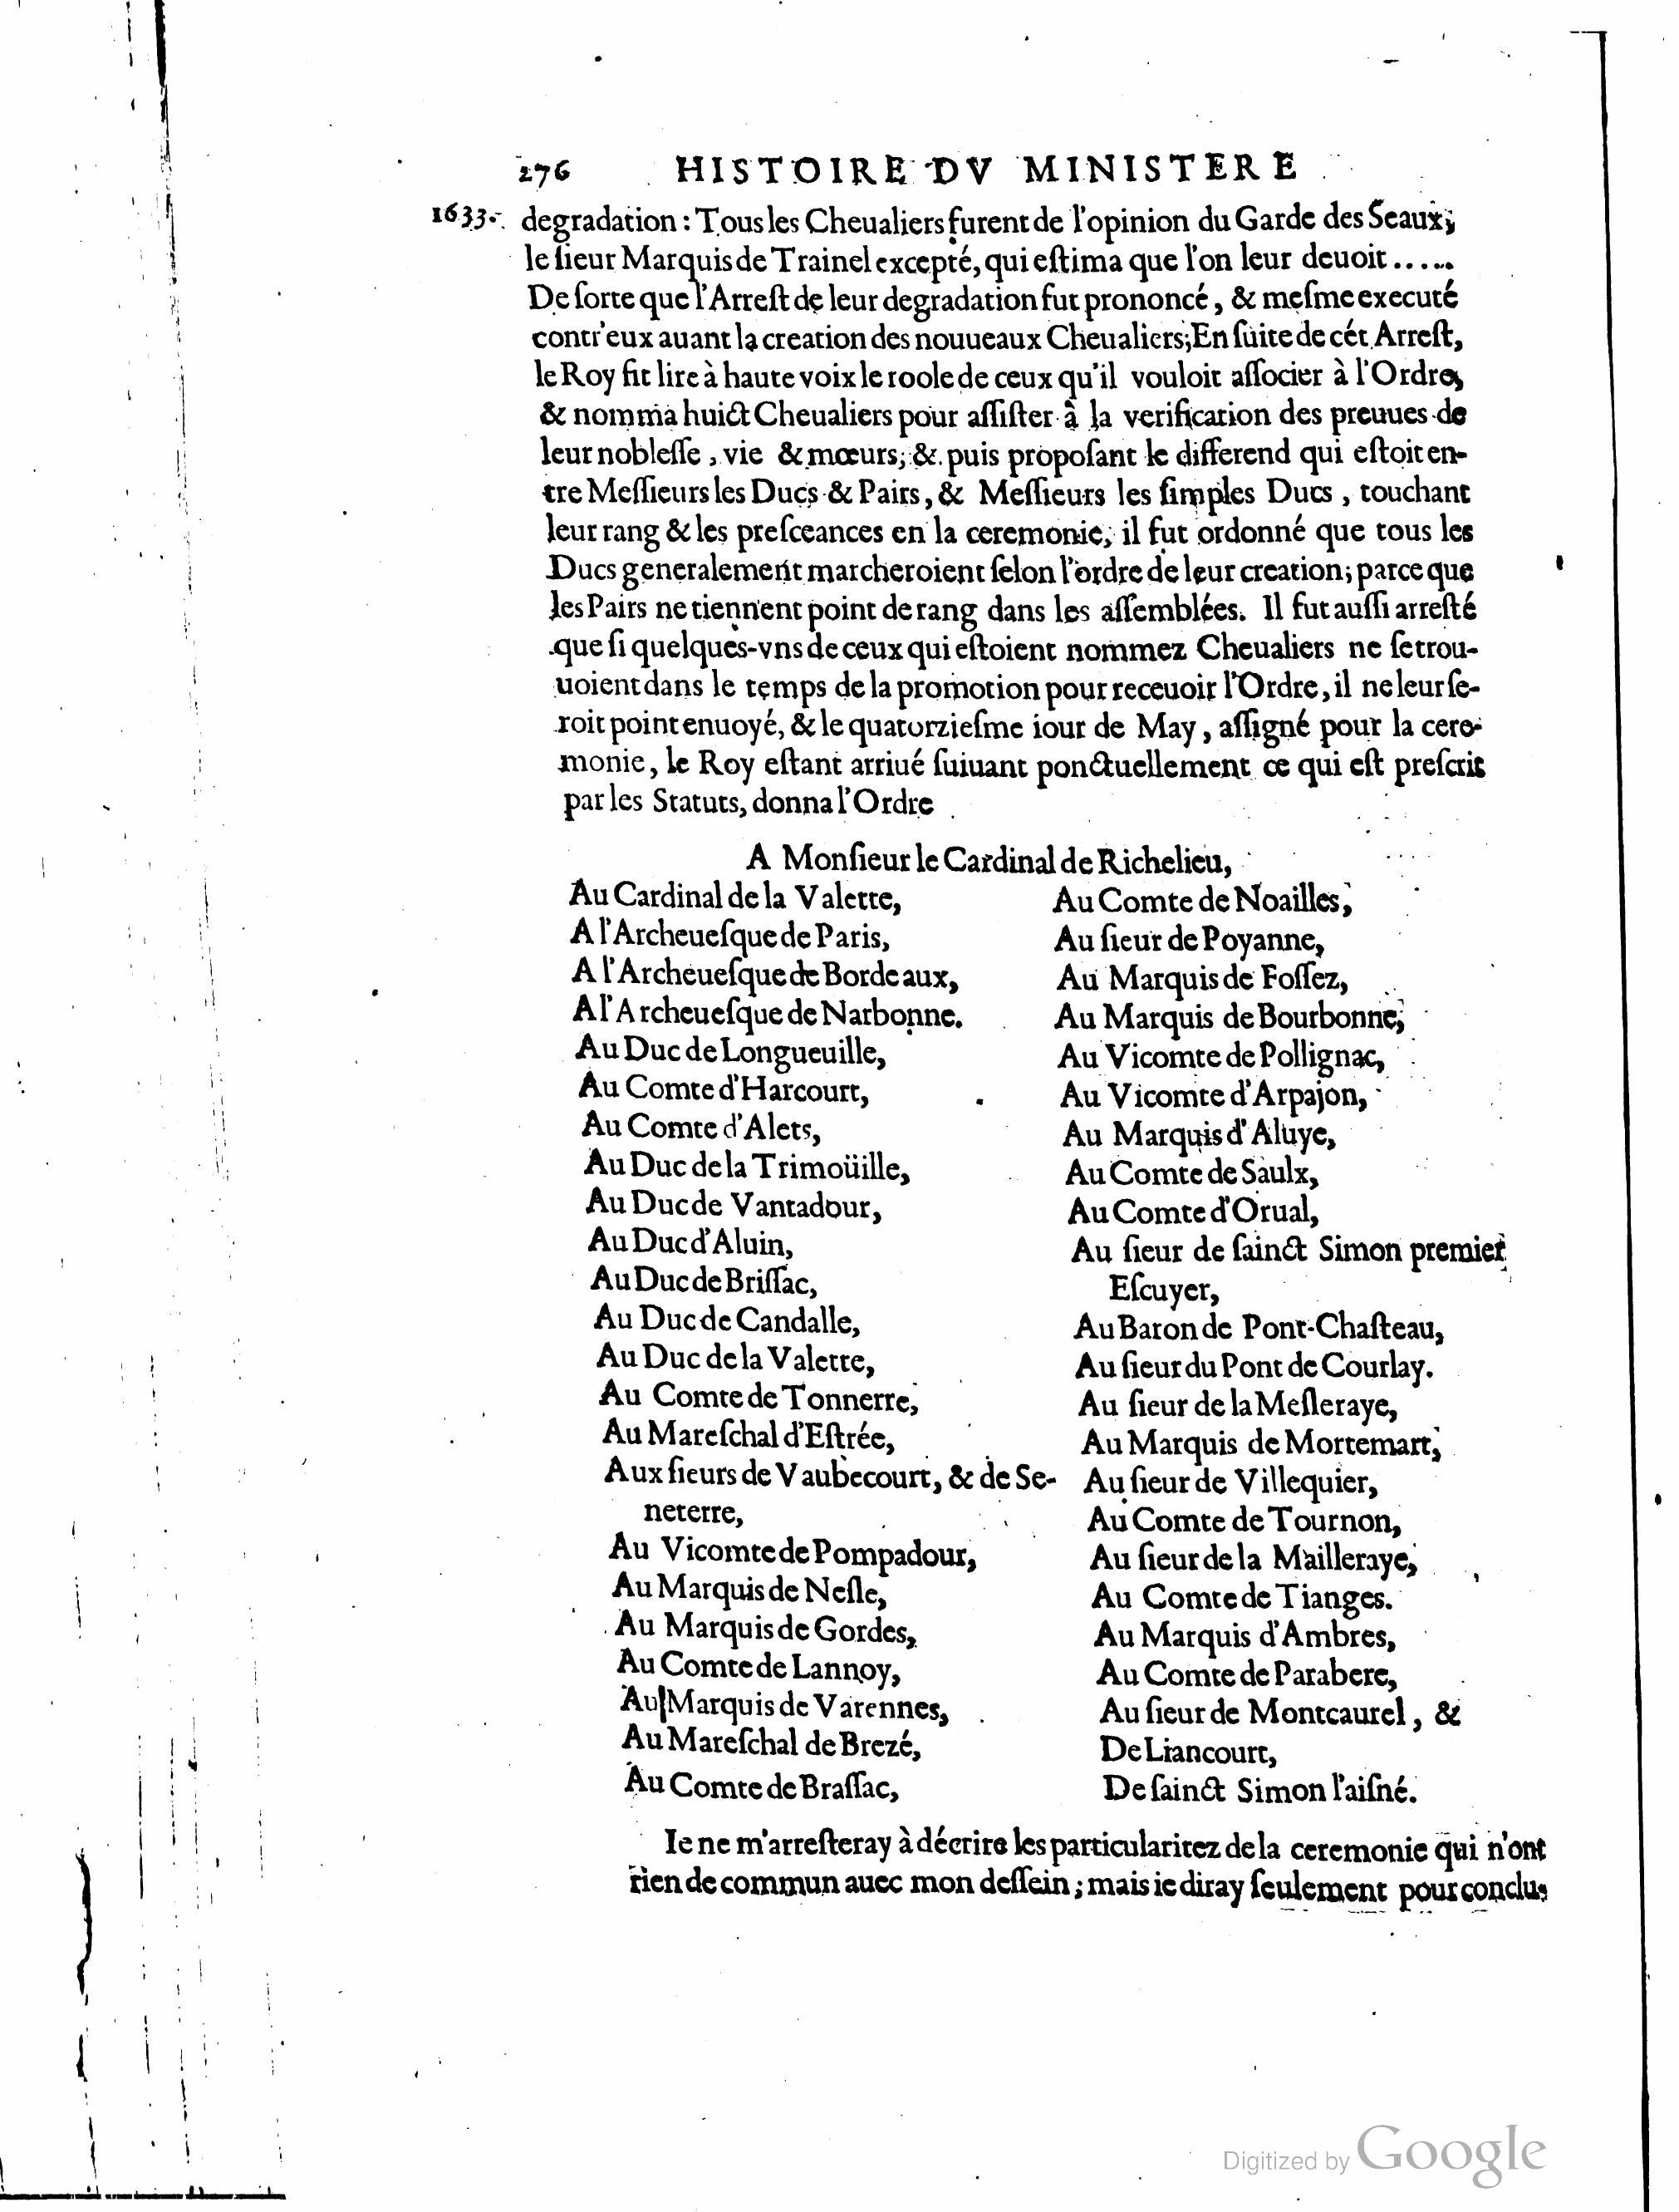 276 HISTOIRE DV MINISTERE
1633. degradation : Tous les Cheualiers furent de l'opinion du Garde des Seaux;
le ſieur Marquis de Trainel excepté, qui eſtima que l'on leur deuoit ......
De ſorte que l'Arreſt de leur degradation fut prononcé, & meſme executé
contr'eux auant la creation des nouueaux Cheualiers; En ſuite de cét Arreſt,
le Roy fit lire à haute voix le roole de ceux qu'il vouloit aſſocier à l'Ordre,
& nomma huict Cheualiers pour aſſiſter à la verification des preuues de
leur nobleſſe, vie & mœurs; & puis propoſant le differend qui eſtoit en-
tre Meſſieurs les Ducs & Pairs, & Meſſieurs les ſimples Ducs, touchant
leur rang & les preſceances en la ceremonie, il fut ordonné que tous les
Ducs generalement marcheroient ſelon l'ordre de leur creation; parce que
les Pairs ne tiennent point de rang dans les aſſemblées. Il fut auſſi arreſté
que ſi quelques-vns de ceux qui eſtoient nommez Cheualiers ne ſe trou-
uoient dans le temps de la promotion pour receuoir l'Ordre, il ne leur ſe-
roit point enuoyé, & le quatorzieſme iour de May, aſſigné pour la cere-
monie, le Roy eſtant arriué ſuiuant ponctuellement ce qui eſt preſcrit
par les Statuts, donna l'Ordre
A Monſieur le Cardinal de Richelieu,
Au Cardinal de la Valette,
A l'Archeueſque de Paris,
A l'Archeueſque de Bordeaux,
A l'Archeueſque de Narbonne.
Au Duc de Longueuille,
Au Comte d'Harcourt,
Au Comte d'Alets,
Au Duc de la Trimoüille,
Au Duc de Vantadour,
Au Duc d'Aluin,
Au Duc de Briſſac,
Au Duc de Candalle,
Au Duc de la Valette,
Au Comte de Tonnerre,
Au Mareſchal d'Eſtrée,
Aux ſieurs de Vaubecourt, & de Se-
neterre,
Au Vicomte de Pompadour,
Au Marquis de Neſle,
Au Marquis de Gordes,
Au Comte de Lannoy,
Au Marquis de Varennes,
Au Mareſchal de Brezé,
Au Comte de Braſſac,
Au Comte de Noailles,
Au ſieur de Poyanne,
Au Marquis de Foſſez,
Au Marquis de Bourbonne,
Au Vicomte de Pollignac,
Au Vicomte d'Arpajon,
Au Marquis d'Aluye,
Au Comte de Saulx,
Au Comte d'Orual,
Au ſieur de ſainct Simon premier
Eſcuyer,
Au Baron de Pont-Chaſteau,
Au ſieur du Pont de Courlay.
Au ſieur de la Meſleraye,
Au Marquis de Mortemart,
Au ſieur de Villequier,
Au Comte de Tournon,
Au ſieur de la Mailleraye,
Au Comte de Tianges.
Au Marquis d'Ambres,
Au Comte de Parabere,
Au ſieur de Montcaurel, &
De Liancourt,
De ſainct Simon l'aiſné.
Ie ne m'arreſteray à décrire les particularitez de la ceremonie qui n'ont
rien de commun auec mon deſſein; mais ie diray ſeulement pour conclu-
Digitized by Google